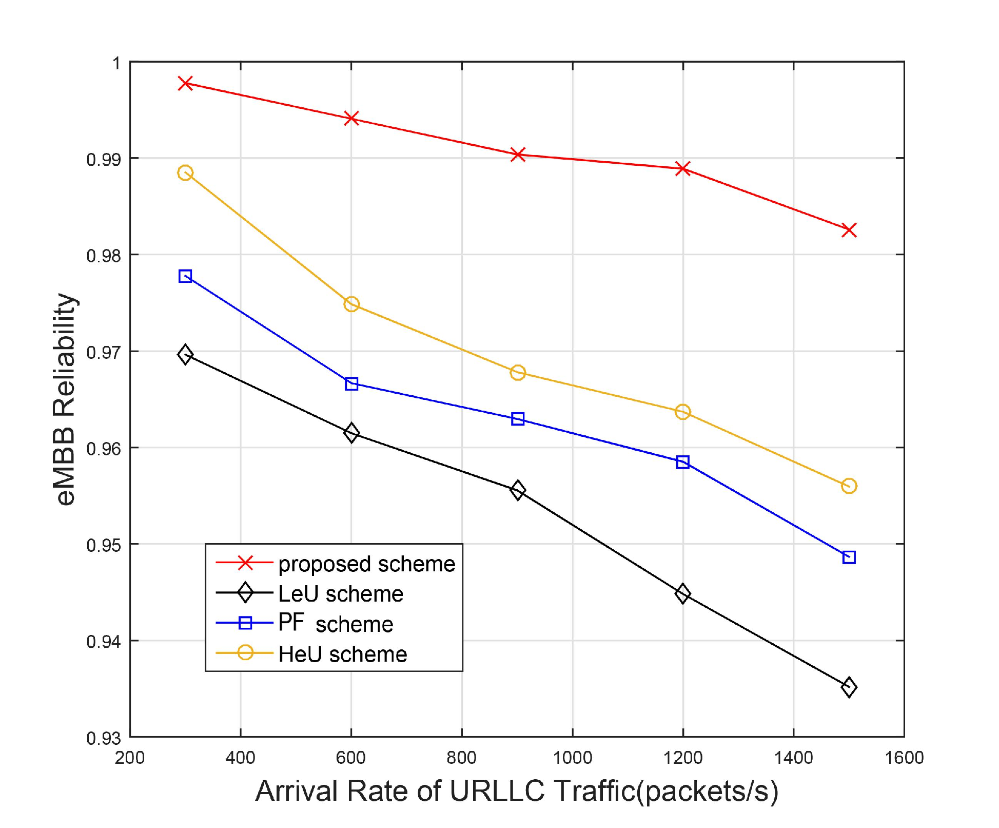 1
0.99
0.98
0.97
0.96
0.95
0.94
0.93
eMBB Reliability
proposed scheme
LeU scheme
PF scheme
HeU scheme
200 400 600 800 1000 1200 1400 1600
Arrival Rate of URLLC Traffic(packets/s)